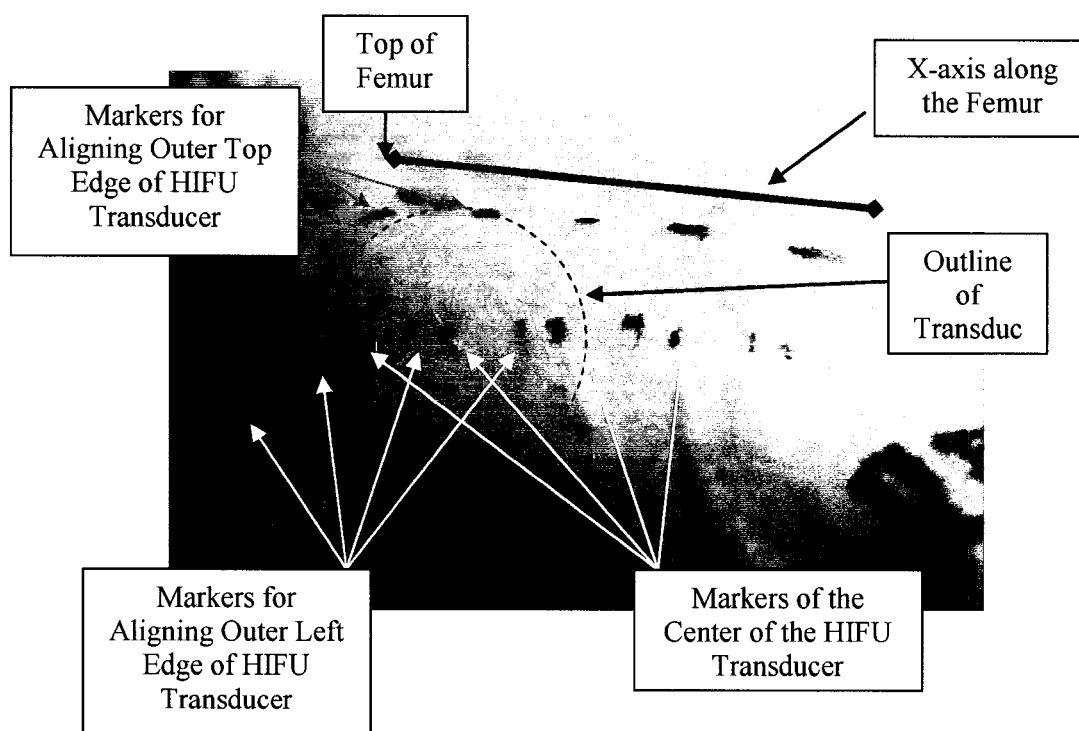 Top of
Femur
X-axis along
the Femur
Markers for
Aligning Outer Top
Edge of HIFU
Transducer
Outline
of
Transduc
Markers for
Aligning Outer Left
Edge of HIFU
Transducer
Markers of the
Center of the HIFU
Transducer